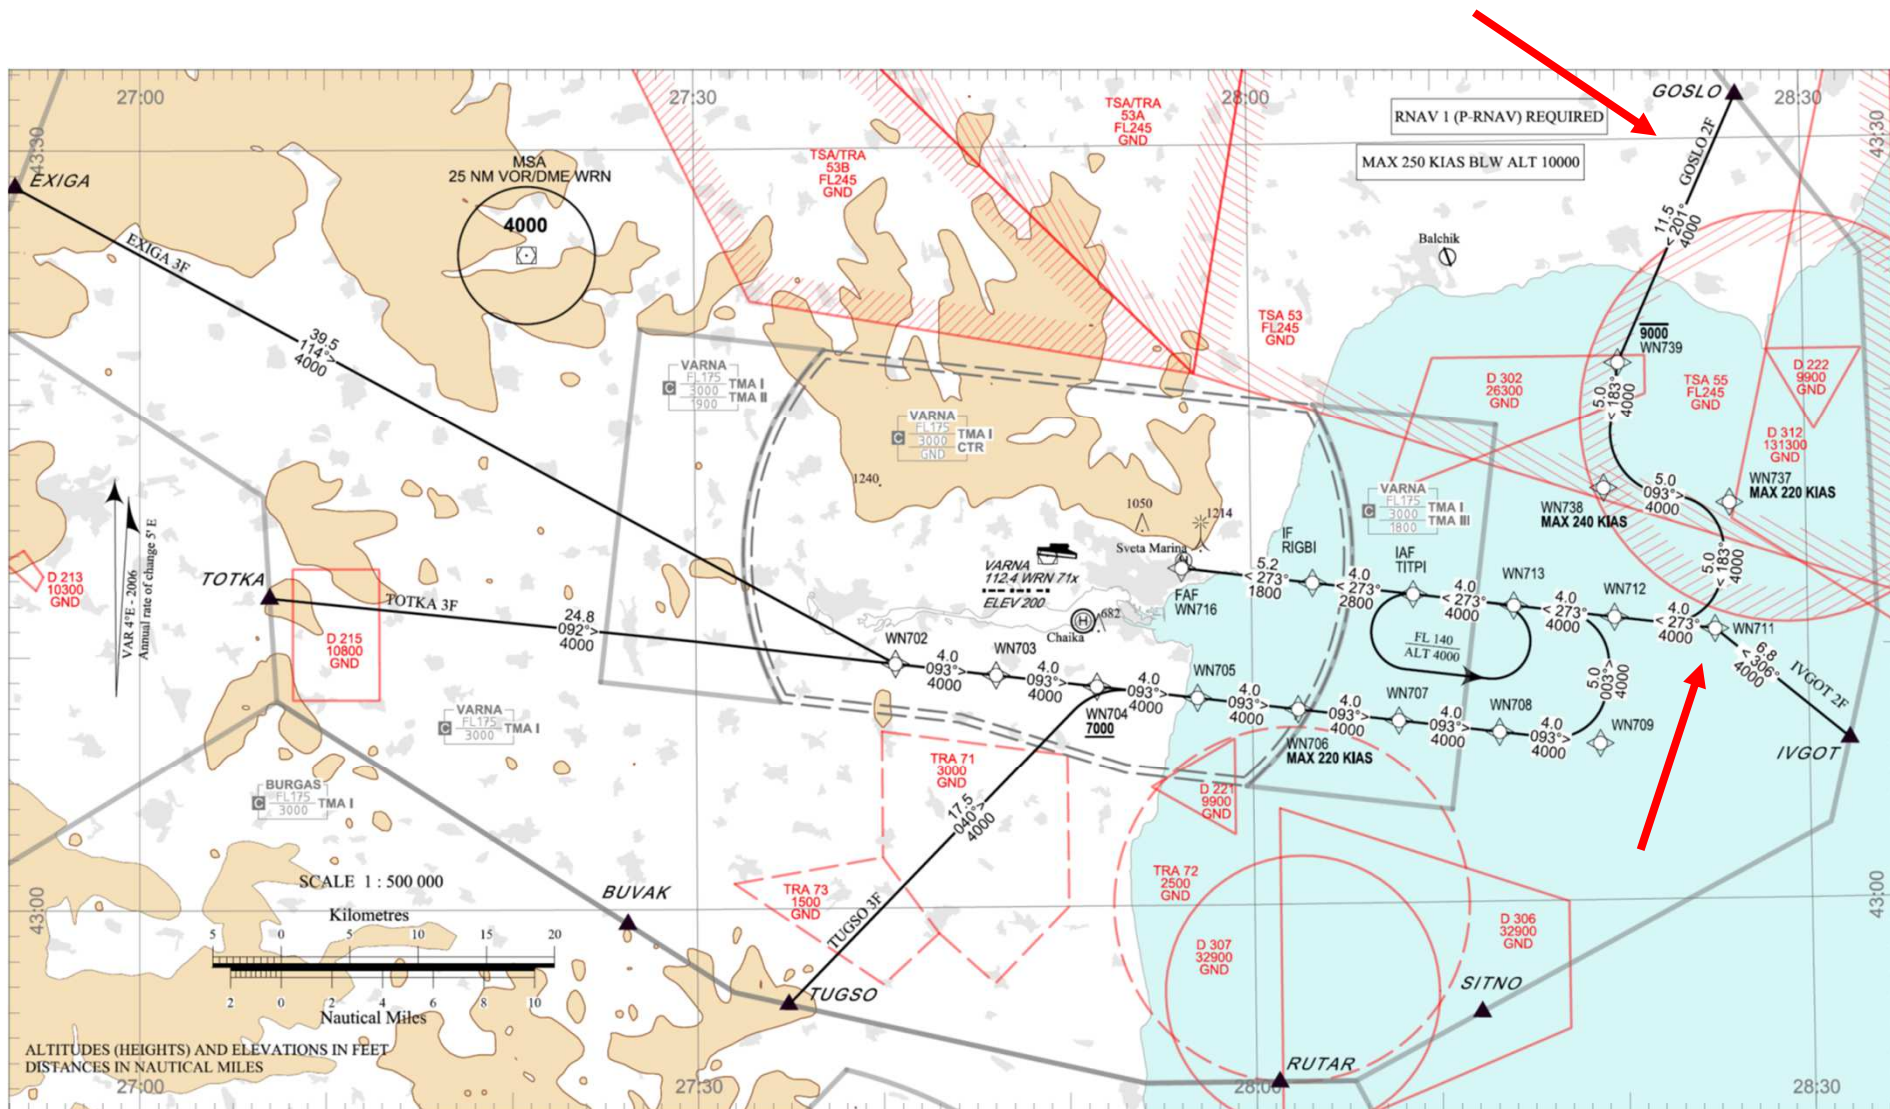 27:00
27:30
28:00
28:30
43:30
43:30
GOSLO
RNAV 1 (P-RNAV) REQUIRED
MAX 250 KIAS BLW ALT 10000
TSA/TRA
53A
FL245
GND
TSA/TRA
53B
FL245
GND
MSA
25 NM VOR/DME WRN
4000
EXIGA
EXIGA 3F
39.5
114°>
4000
GOSLO 2F
11.5
< 201°
4000
Balchik
TSA 53
FL245
GND
9000
WN739
D 302
26300
GND
TSA 55
FL245
GND
D 222
9900
GND
D 312
131300
GND
5.0
< 183°
4000
VARNA
C
FL175
3000
1900
TMA I
TMA II
VARNA
C
FL175
3000
GND
TMA I
CTR
1240
1050
1214
Sveta Marina
VARNA
C
FL175
3000
1800
TMA I
TMA III
WN738
MAX 240 KIAS
5.0
093°>
4000
WN737
MAX 220 KIAS
5.0
< 183°
4000
VAR 4°E - 2006
Annual rate of change 5' E
D 213
10300
GND
TOTKA
TOTKA 3F
24.8
092°>
4000
D 215
10800
GND
VARNA
112.4 WRN 71x
ELEV 200
H
Chaika
682
FAF
WN716
5.2
< 273°
1800
IF
RIGBI
4.0
< 273°
2800
IAF
TITPI
4.0
< 273°
4000
WN713
4.0
< 273°
4000
WN712
4.0
< 273°
4000
WN711
6.8
< 306°
4000
IVGOT 2F
IVGOT
FL 140
ALT 4000
WN702
4.0
093°>
4000
WN703
4.0
093°>
4000
WN704
7000
4.0
093°>
4000
WN705
4.0
093°>
4000
WN706
MAX 220 KIAS
4.0
093°>
4000
WN707
4.0
093°>
4000
WN708
4.0
093°>
4000
WN709
5.0
003°>
4000
VARNA
C
FL175
3000
TMA I
BURGAS
C
FL175
3000
TMA I
TRA 71
3000
GND
D 221
9900
GND
17.5
040°>
4000
TUGSO 3F
TRA 73
1500
GND
TRA 72
2500
GND
D 307
32900
GND
D 306
32900
GND
BUVAK
TUGSO
SITNO
RUTAR
43:00
43:00
SCALE 1 : 500 000
Kilometres
5 0 5 10 15 20
2 0 2 4 6 8 10
Nautical Miles
ALTITUDES (HEIGHTS) AND ELEVATIONS IN FEET
DISTANCES IN NAUTICAL MILES
27:00
27:30
28:00
28:30